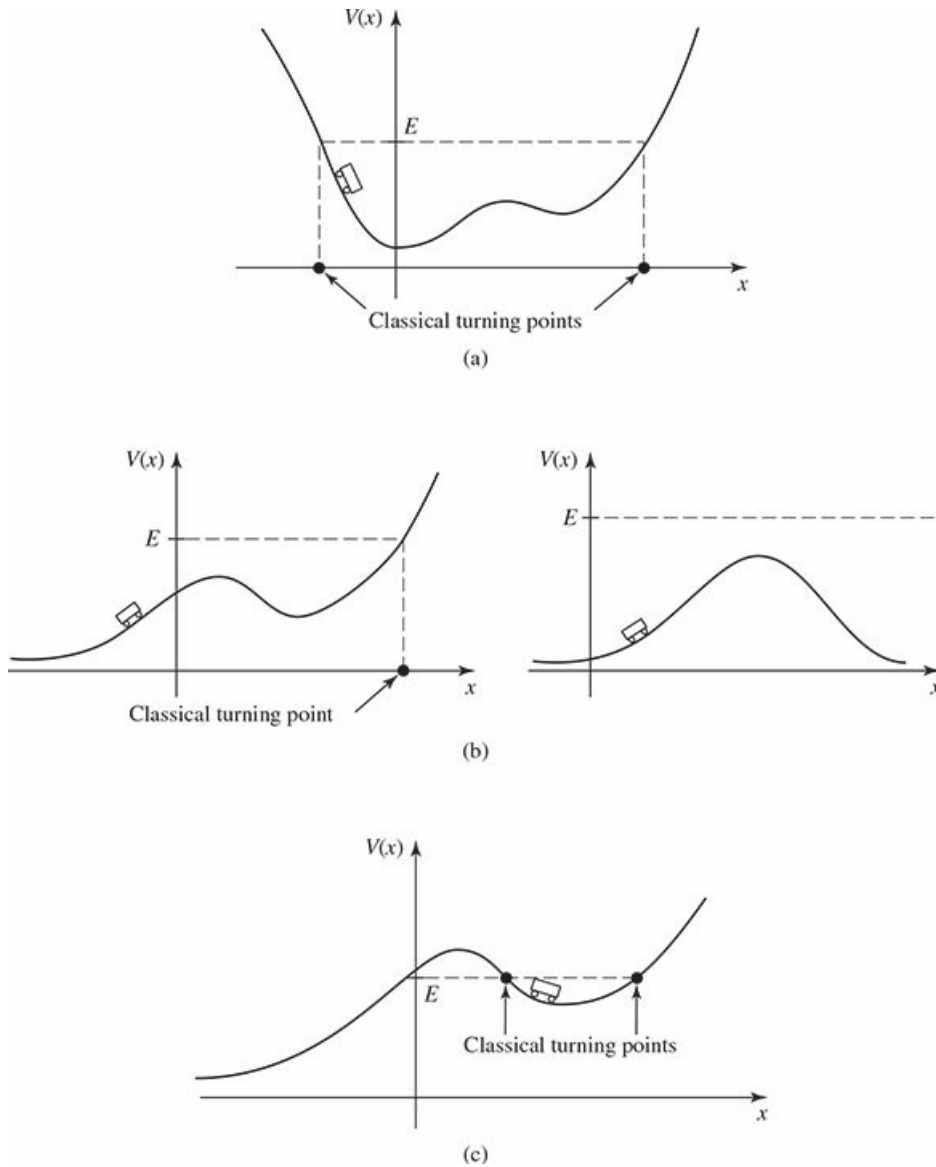 V(x)
E
x
Classical turning points
(a)
V(x)
E
x
Classical turning point
V(x)
E
x
(b)
V(x)
E
Classical turning points
x
(c)